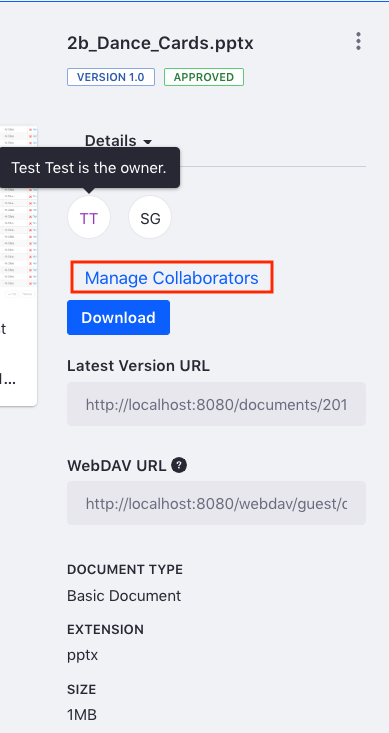 2b_Dance_Cards.pptx
VERSION 1.0 APPROVED
Details
Test Test is the owner.
TT SG
Manage Collaborators
Download
Latest Version URL
http://localhost:8080/documents/201
WebDAV URL ?
http://localhost:8080/webdav/guest/c
DOCUMENT TYPE
Basic Document
EXTENSION
pptx
SIZE
1MB